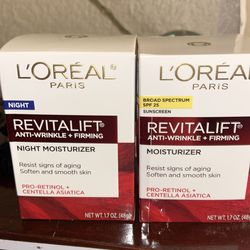 L'ORÉAL
PARIS
NIGHT
REVITALIFT®
ANTI-WRINKLE + FIRMING
NIGHT MOISTURIZER
Resist signs of aging
Soften and smooth skin
PRO-RETINOL +
CENTELLA ASIATICA
NET WT. 1.7 OZ. (48
L'ORÉAL
PARIS
BROAD SPECTRUM
SPF 25
SUNSCREEN
REVITALIFT®
ANTI-WRINKLE + FIRMING
MOISTURIZER
Resist signs of aging
Soften and smooth skin
PRO-RETINOL +
CENTELLA ASIATICA
NET WT. 1.7 OZ. (48